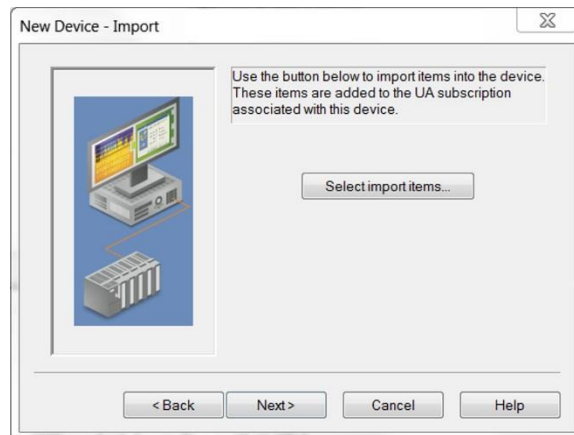 New Device - Import
Use the button below to import items into the device.
These items are added to the UA subscription
associated with this device.
Select import items...
< Back
Next >
Cancel
Help